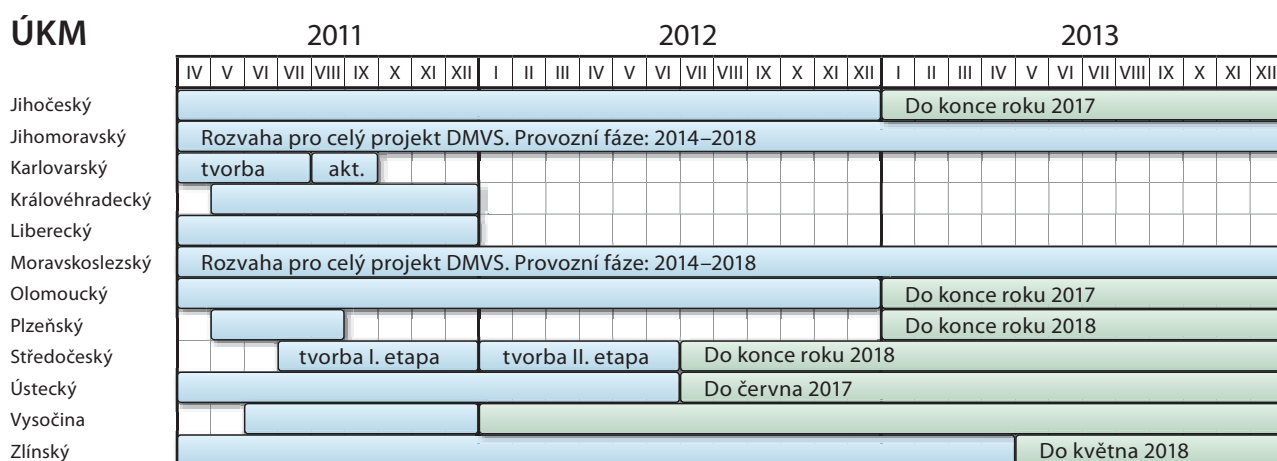 ÚKM 2011 2012 2013
IV V VI VII VIII IX X XI XII I II III IV V VI VII VIII IX X XI XII I II III IV V VI VII VIII IX X XI XII
Jihočeský Do konce roku 2017
Jihomoravský Rozvaha pro celý projekt DMVS. Provozní fáze: 2014–2018
Karlovarský tvorba akt.
Královéhradecký
Liberecký
Moravskoslezský Rozvaha pro celý projekt DMVS. Provozní fáze: 2014–2018
Olomoucký Do konce roku 2017
Plzeňský Do konce roku 2018
Středočeský tvorba I. etapa tvorba II. etapa Do konce roku 2018
Ústecký Do června 2017
Vysočina
Zlínský Do května 2018